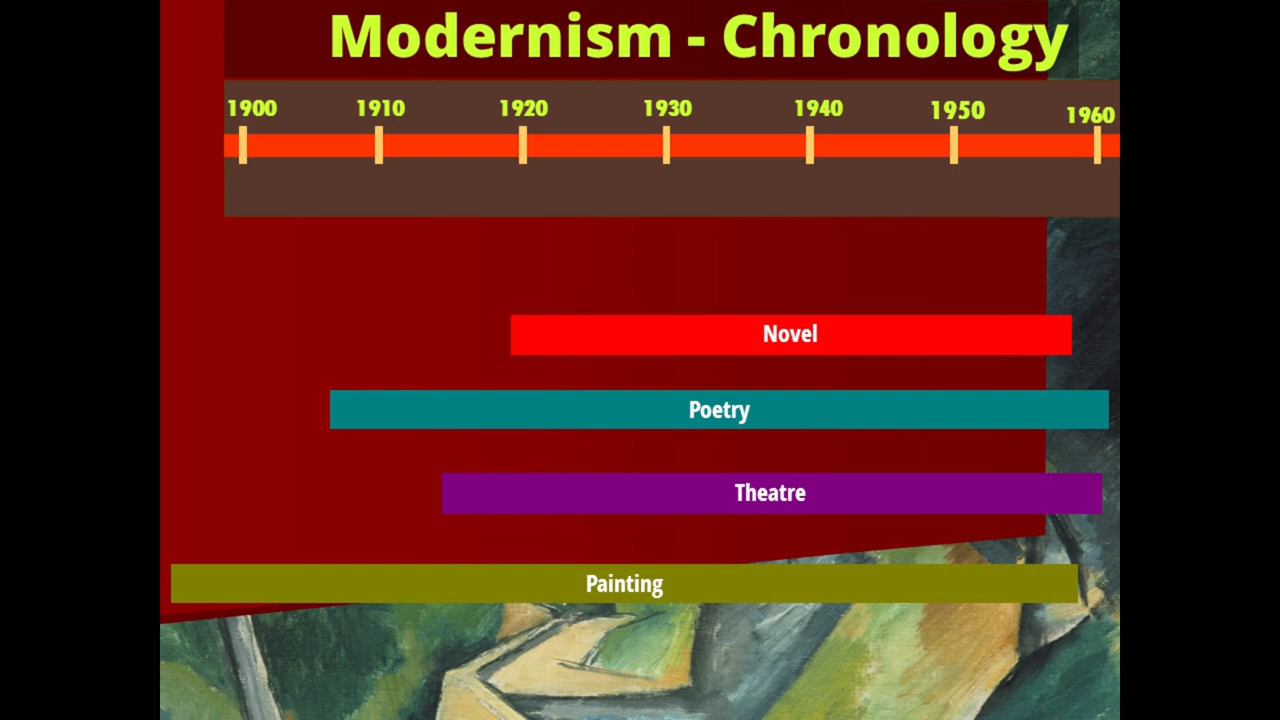 Modernism - Chronology
1900 1910 1920 1930 1940 1950 1960
Novel
Poetry
Theatre
Painting